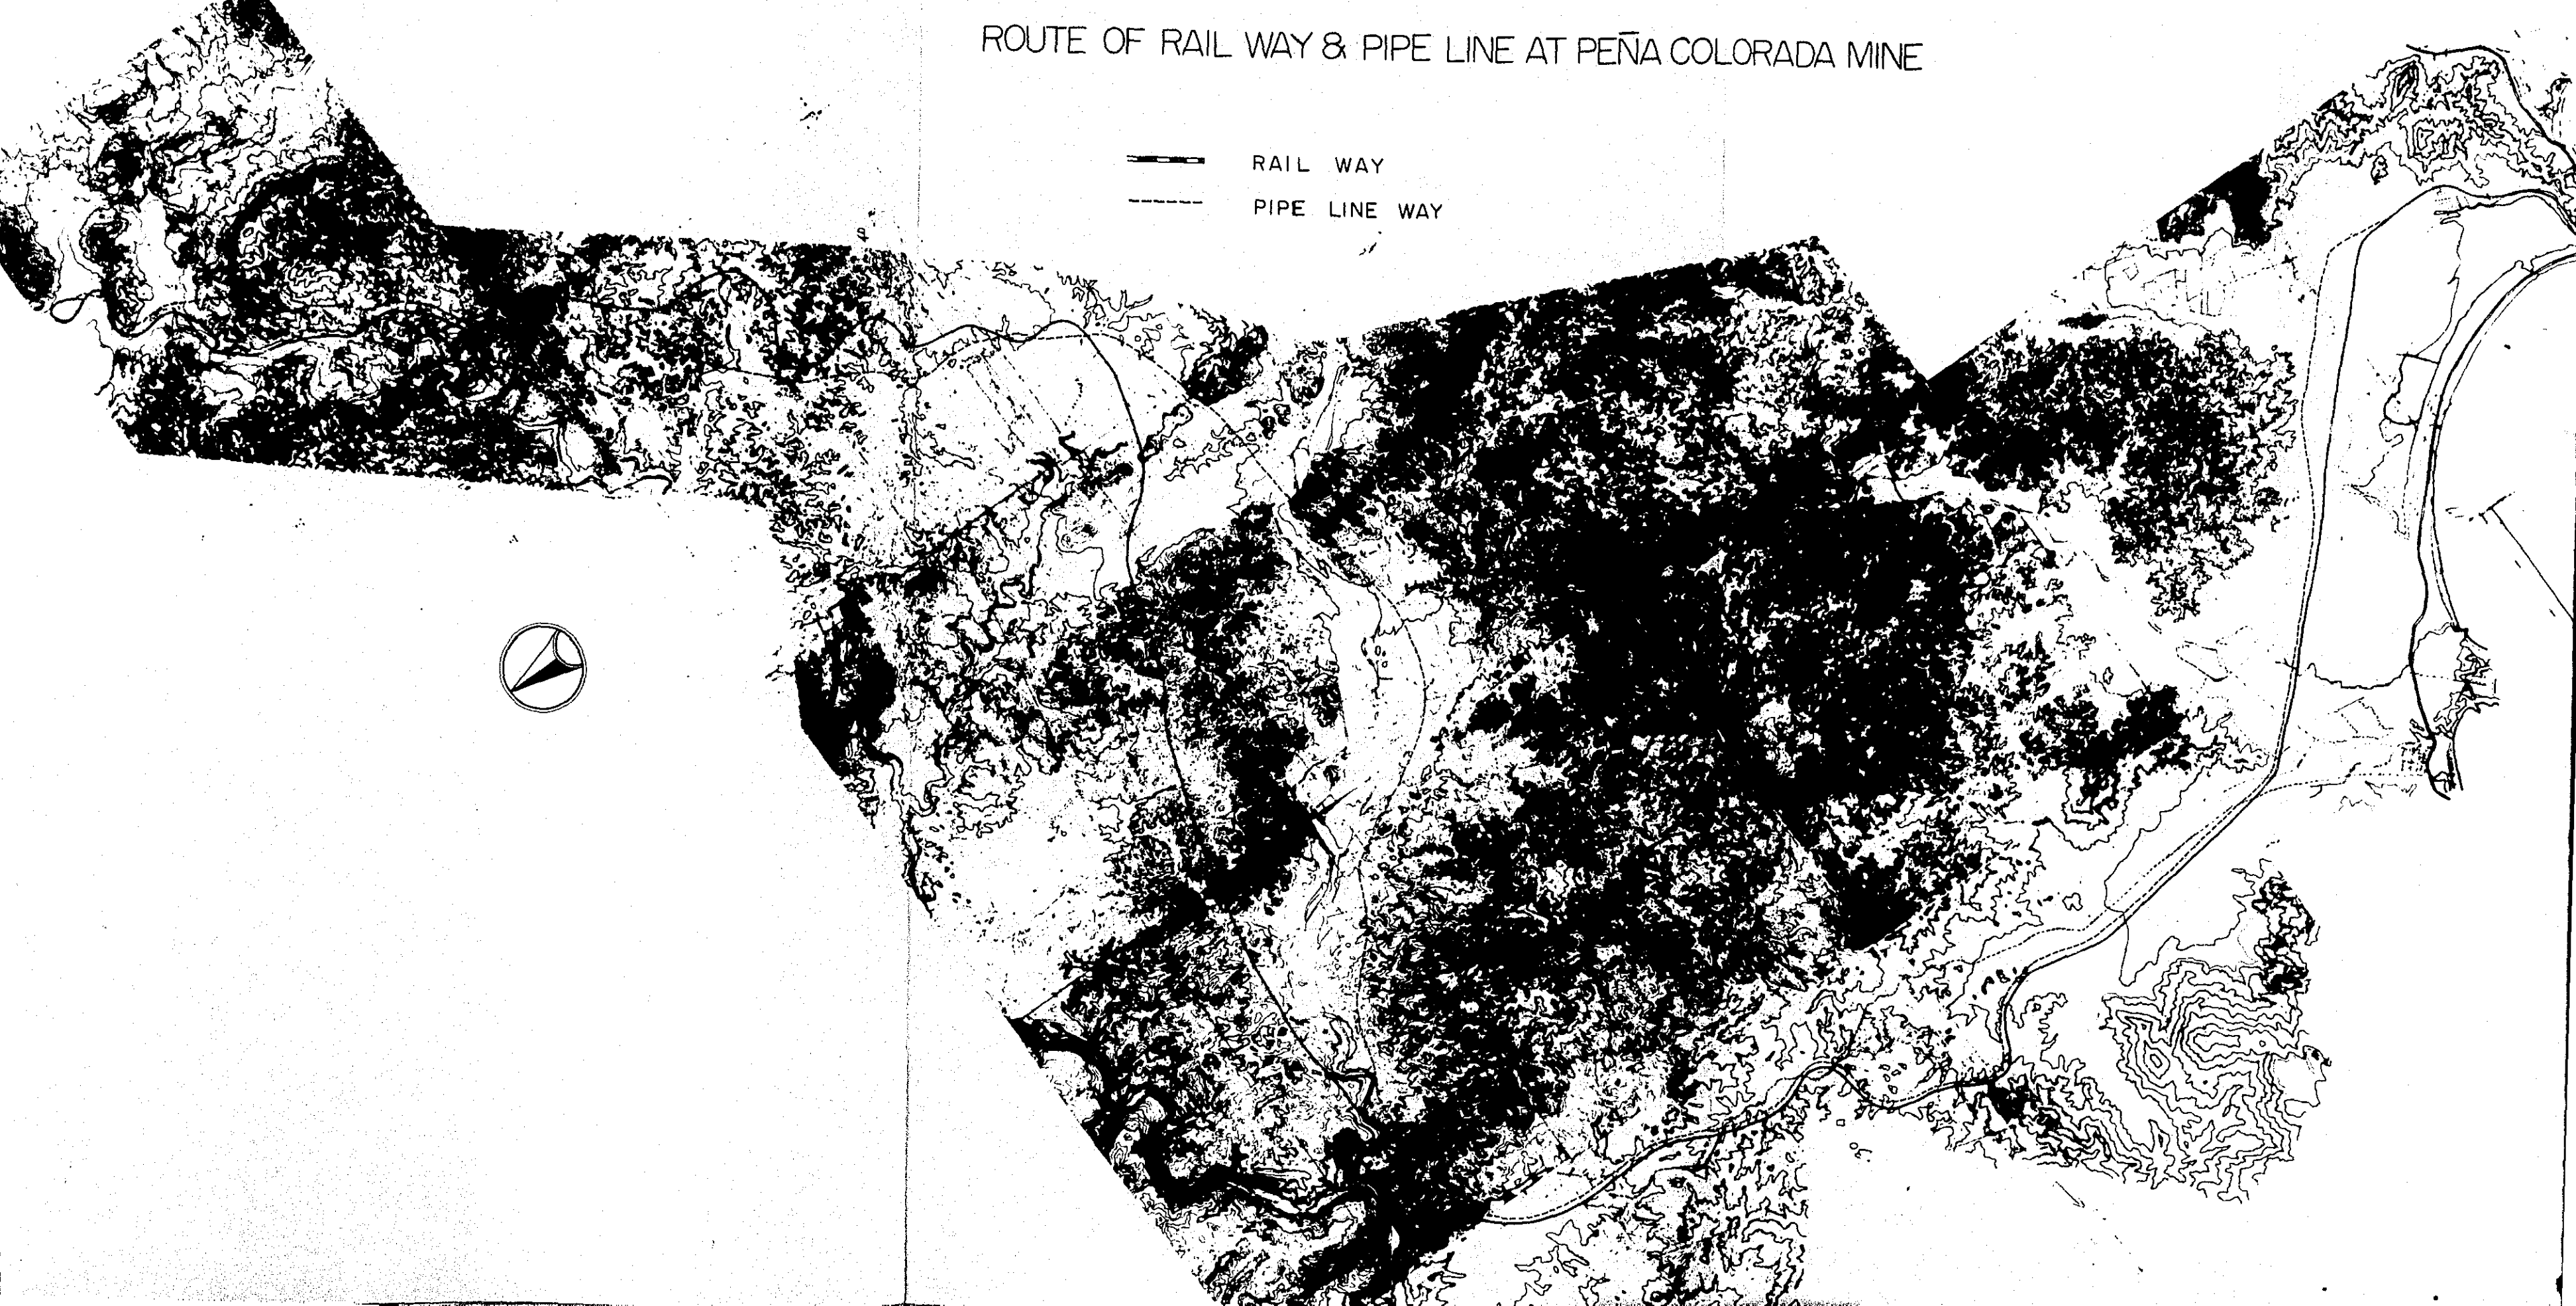 ROUTE OF RAIL WAY & PIPE LINE AT PEÑA COLORADA MINE
RAIL WAY
PIPE LINE WAY